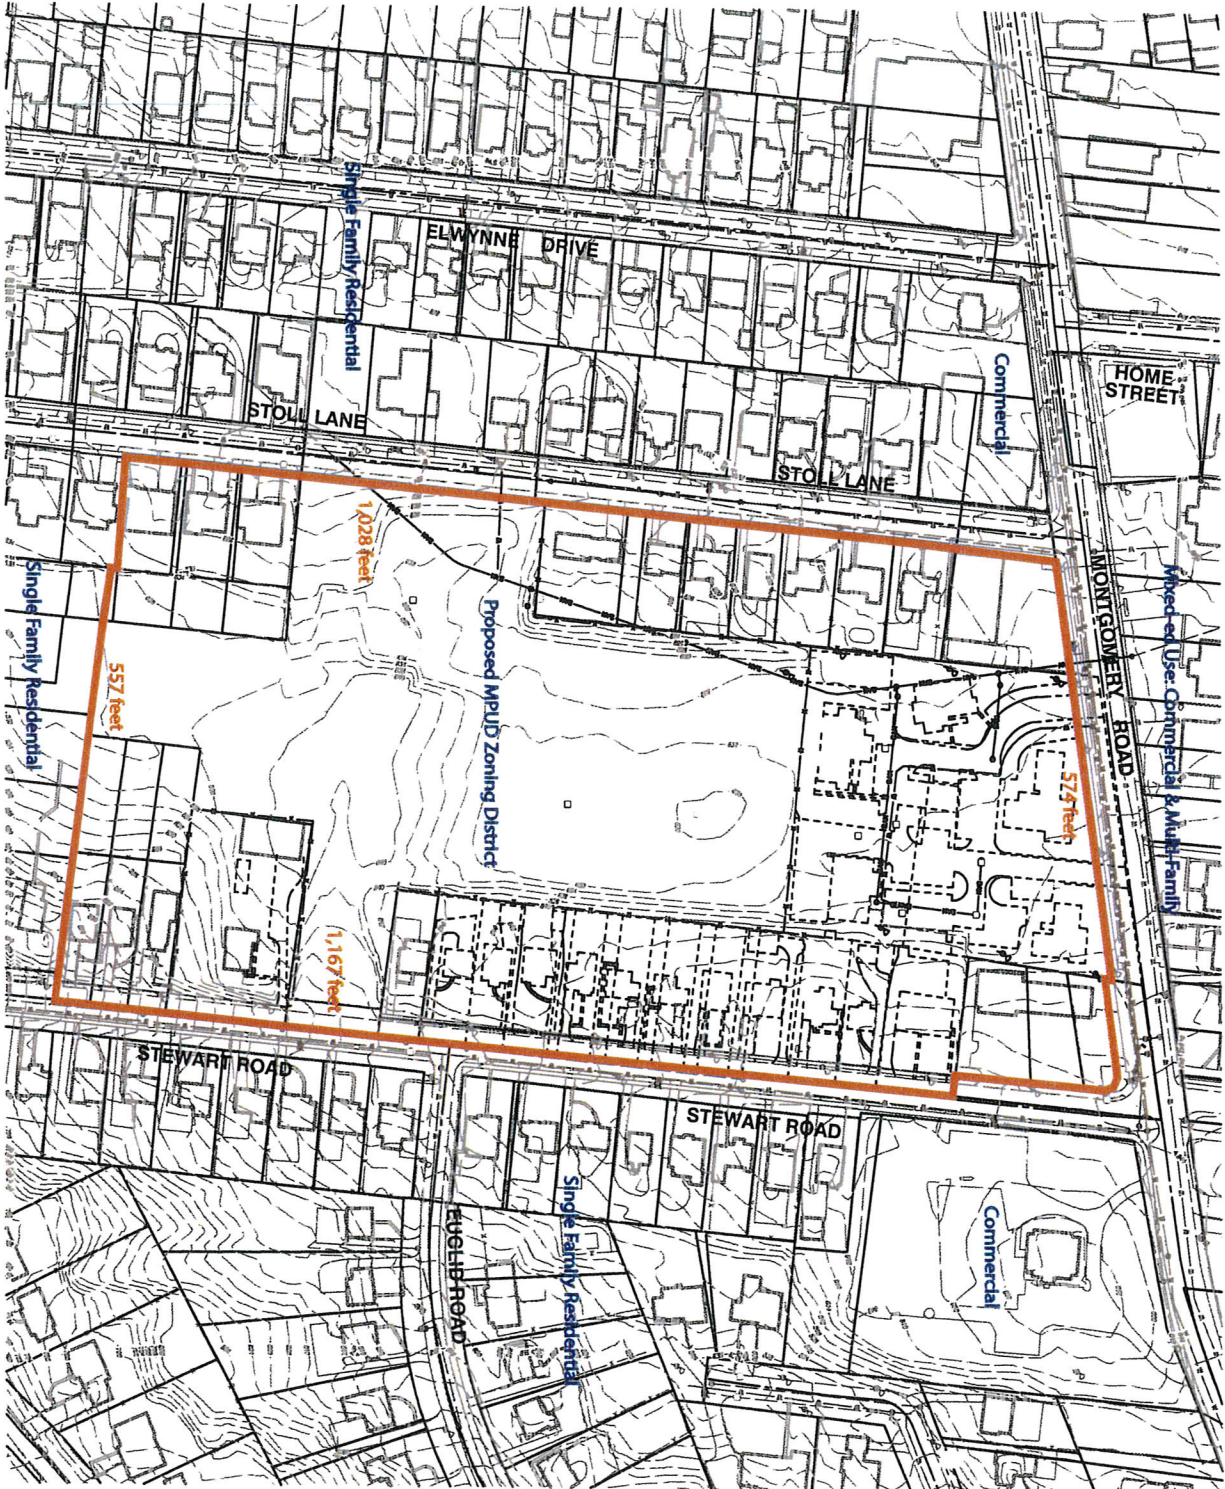 ELWYNNE DRIVE
Single Family Residential
HOME
STREET
Commercial
STOLL LANE
STOLL LANE
1,028 feet
MONTGOMERY ROAD
Mixed-ed Use: Commercial & Multi-Family
Single Family Residential
557 feet
Proposed MPUD Zoning District
574 feet
1,167 feet
STEWART ROAD
STEWART ROAD
EUCLID ROAD
Single Family Residential
Commercial